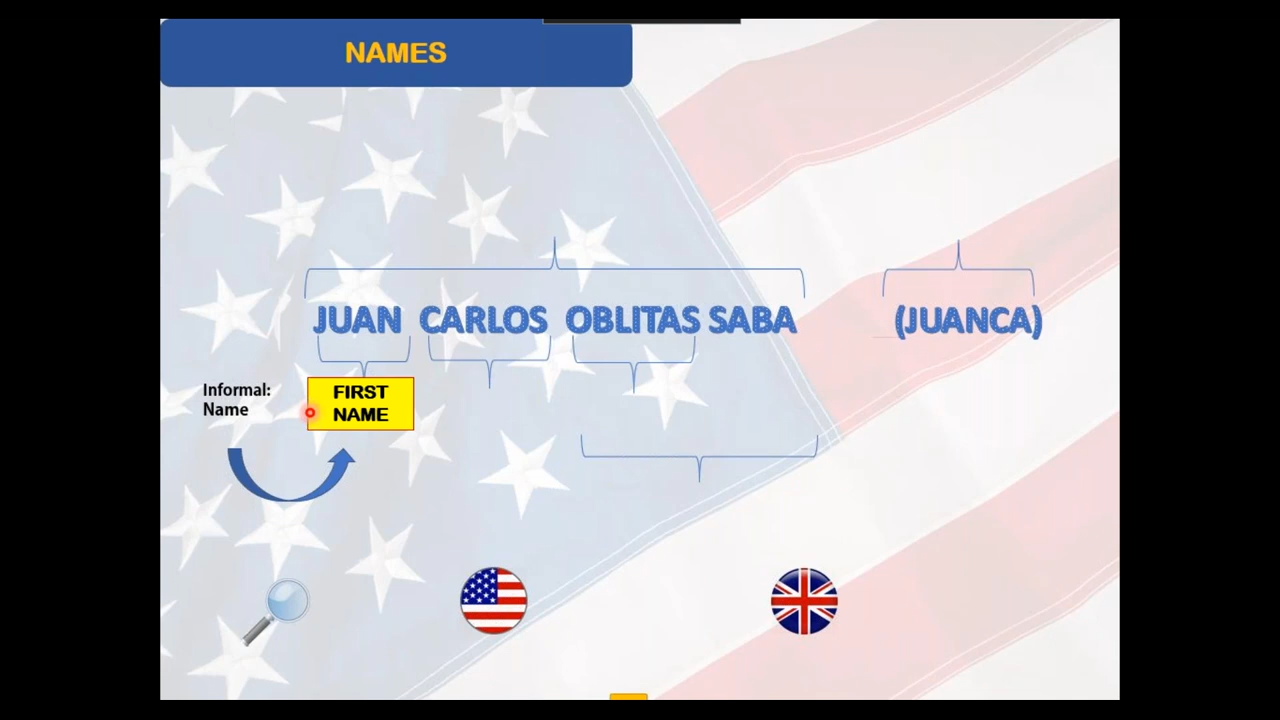 NAMES
JUAN CARLOS OBLITAS SABA (JUANCA)
Informal:
Name
FIRST
NAME